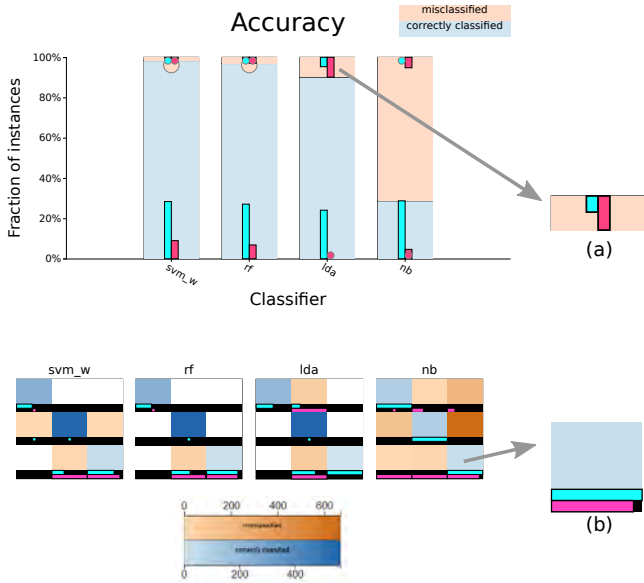 Accuracy
misclassified
correctly classified
Fraction of instances
100%
80%
60%
40%
20%
0%
svm_w
rf
lda
nb
Classifier
(a)
svm_w
rf
lda
nb
(b)
0
200
400
600
misclassified
correctly classified
0
200
400